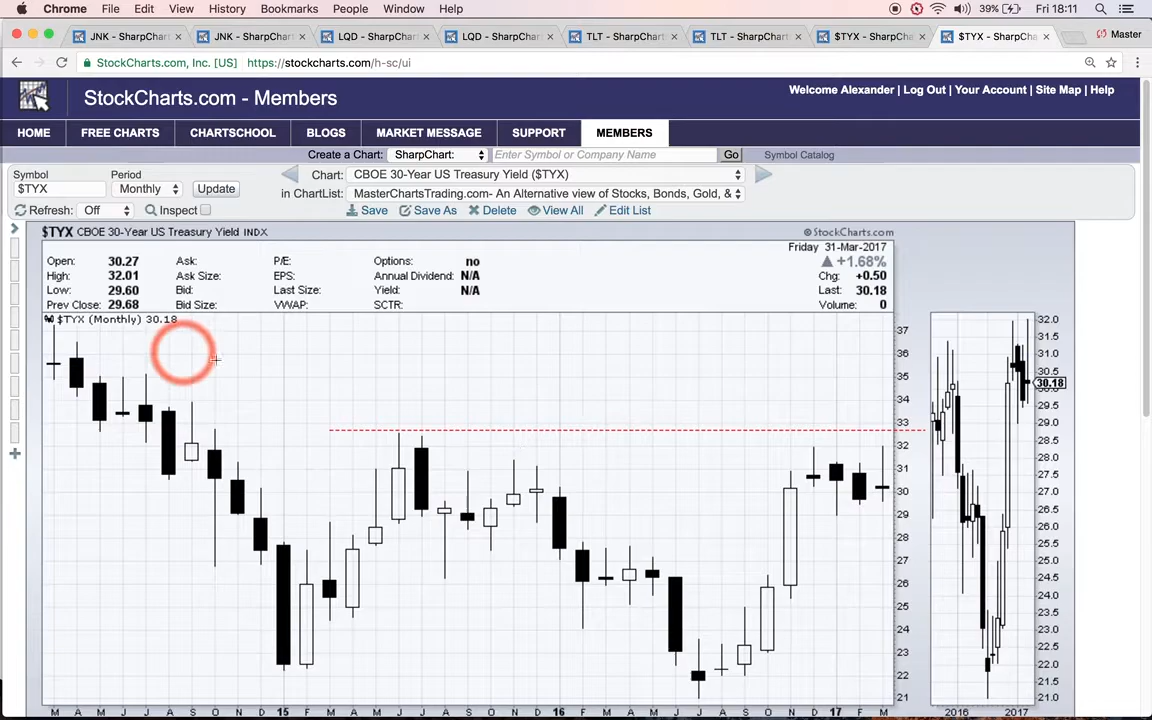 Chrome File Edit View History Bookmarks People Window Help 39% Fri 18:11
JNK - SharpChart JNK - SharpChart LQD - SharpChar LQD - SharpChart TLT - SharpChart TLT - SharpChart $TYX - SharpCha $TYX - SharpCha Master
StockCharts.com, Inc. [US] https://stockcharts.com/h-sc/ui
StockCharts.com - Members
Welcome Alexander | Log Out | Your Account | Site Map | Help
HOME FREE CHARTS CHARTSCHOOL BLOGS MARKET MESSAGE SUPPORT MEMBERS
Create a Chart: SharpChart: Enter Symbol or Company Name Go Symbol Catalog
Symbol Period
Chart: CBOE 30-Year US Treasury Yield ($TYX)
$TYX Monthly Update
in ChartList: MasterChartsTrading.com- An Alternative view of Stocks, Bonds, Gold, &
Refresh: Off Inspect Save Save As Delete View All Edit List
$TYX CBOE 30-Year US Treasury Yield INDX ©StockCharts.com
Friday 31-Mar-2017
Open: 30.27 Ask: P/E: Options: no +1.68%
High: 32.01 Ask Size: EPS: Annual Dividend: N/A Chg: +0.50
Low: 29.60 Bid: Last Size: Yield: N/A Last: 30.18
Prev Close: 29.68 Bid Size: VWAP: SCTR: Volume: 0
$TYX (Monthly) 30.18
37
36
35
34
33
32
31
30
29
28
27
26
25
24
23
22
21
32.0
31.5
31.0
30.5
30.18
29.5
29.0
28.5
28.0
27.5
27.0
26.5
26.0
25.5
25.0
24.5
24.0
23.5
23.0
22.5
22.0
21.5
21.0
M A M J J A S O N D 15 F M A M J J A S O N D 16 F M A M J J A S O N D 17 F M
2016 2017